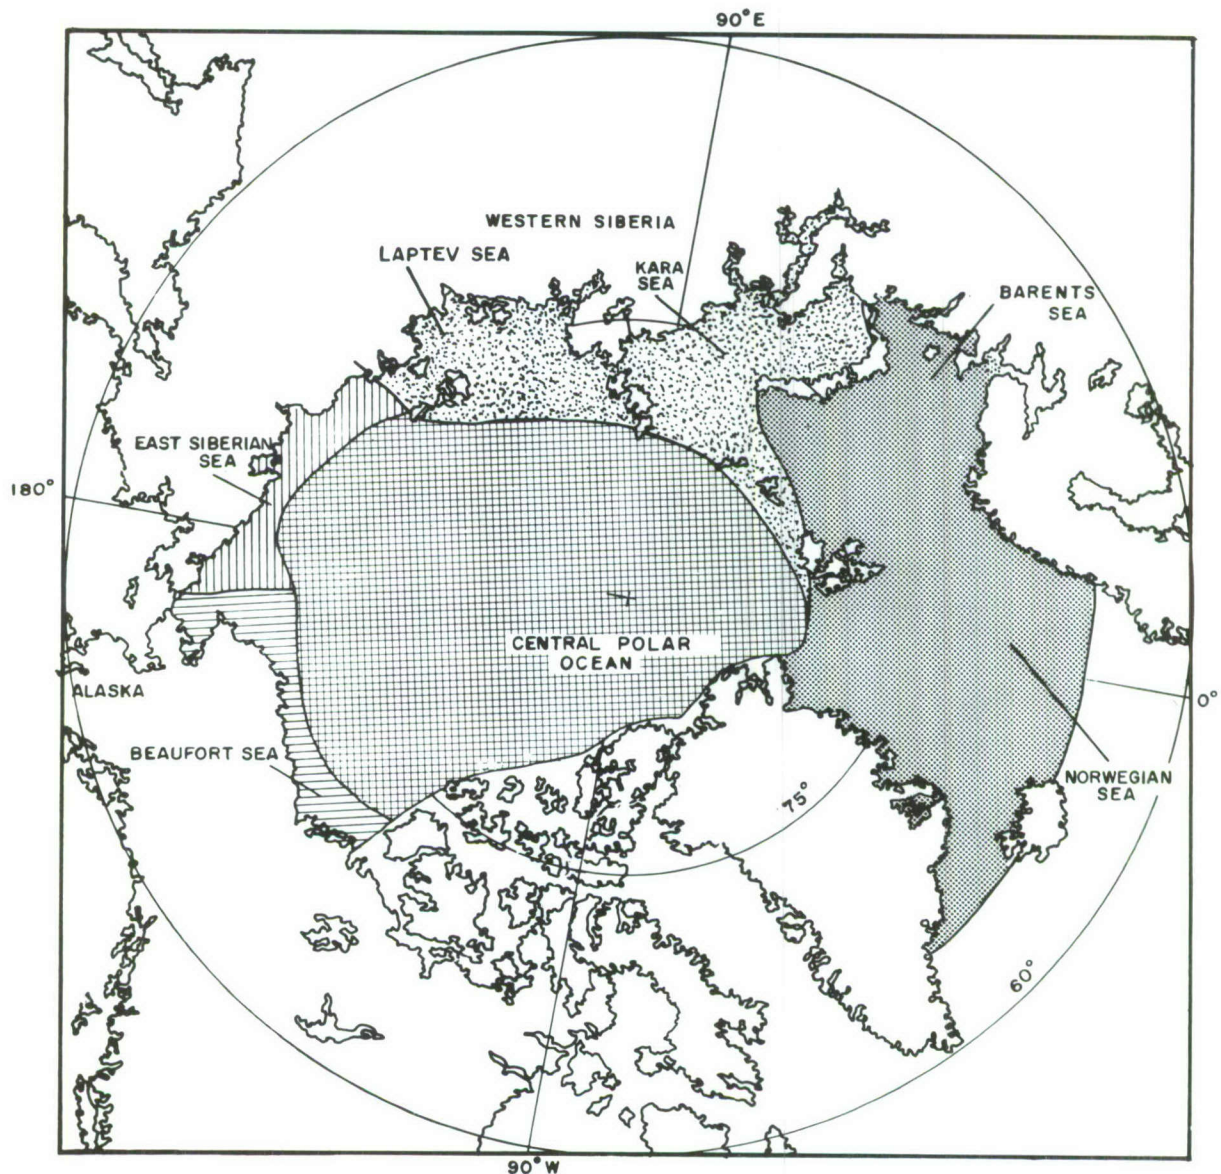 90°E
WESTERN SIBERIA
LAPTEV SEA
KARA
SEA
BARENTS
SEA
EAST SIBERIAN
SEA
180°
CENTRAL POLAR
OCEAN
ALASKA
0°
BEAUFORT SEA
NORWEGIAN
SEA
75°
60°
90°W